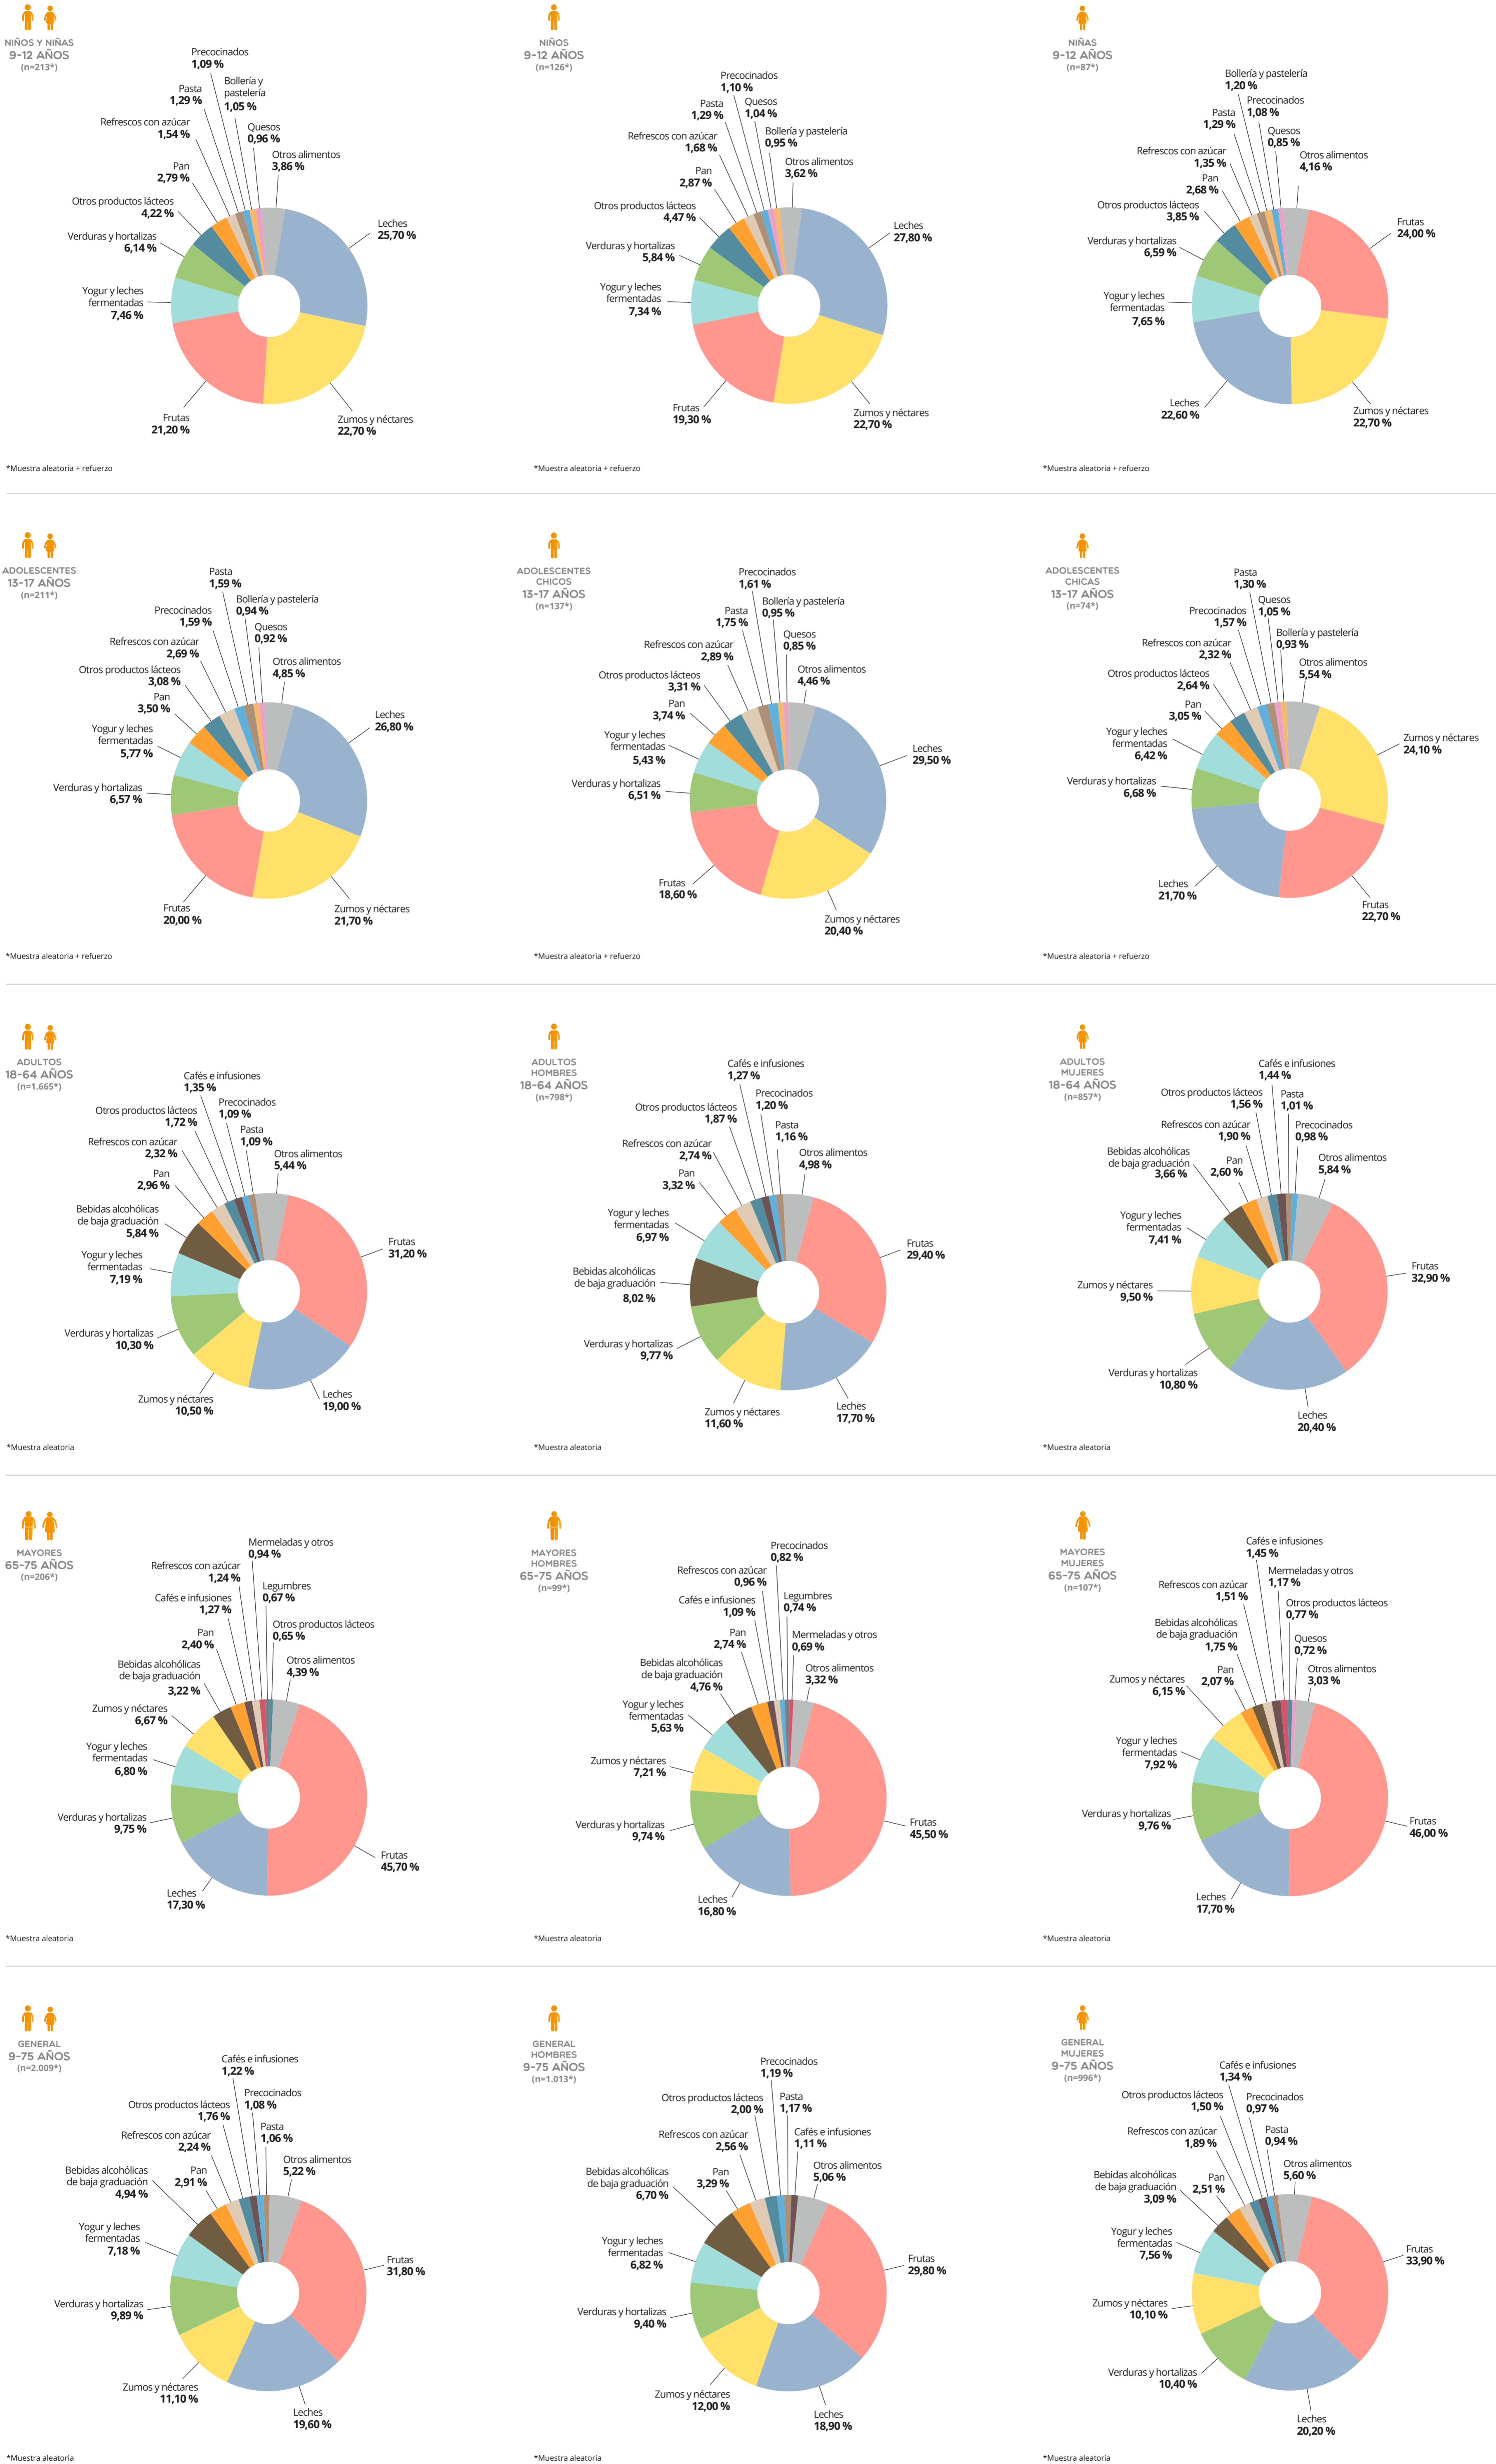 NIÑOS Y NIÑAS
9-12 AÑOS
(n=213*)
Precocinados
1,09 %
Bollería y
pastelería
1,05 %
Pasta
1,29 %
Refrescos con azúcar
1,54 %
Quesos
0,96 %
Otros alimentos
3,86 %
Pan
2,79 %
Otros productos lácteos
4,22 %
Leches
25,70 %
Verduras y hortalizas
6,14 %
Yogur y leches
fermentadas
7,46 %
Frutas
21,20 %
Zumos y néctares
22,70 %
*Muestra aleatoria + refuerzo
NIÑOS
9-12 AÑOS
(n=126*)
Precocinados
1,10 %
Pasta
1,29 %
Quesos
1,04 %
Refrescos con azúcar
1,68 %
Bollería y pastelería
0,95 %
Otros alimentos
3,62 %
Pan
2,87 %
Otros productos lácteos
4,47 %
Leches
27,80 %
Verduras y hortalizas
5,84 %
Yogur y leches
fermentadas
7,34 %
Frutas
19,30 %
Zumos y néctares
22,70 %
*Muestra aleatoria + refuerzo
NIÑAS
9-12 AÑOS
(n=87*)
Bollería y pastelería
1,20 %
Precocinados
1,08 %
Pasta
1,29 %
Quesos
0,85 %
Refrescos con azúcar
1,35 %
Otros alimentos
4,16 %
Pan
2,68 %
Otros productos lácteos
3,85 %
Frutas
24,00 %
Verduras y hortalizas
6,59 %
Yogur y leches
fermentadas
7,65 %
Leches
22,60 %
Zumos y néctares
22,70 %
*Muestra aleatoria + refuerzo
ADOLESCENTES
13-17 AÑOS
(n=211*)
Pasta
1,59 %
Bollería y pastelería
0,94 %
Precocinados
1,59 %
Quesos
0,92 %
Refrescos con azúcar
2,69 %
Otros alimentos
4,85 %
Otros productos lácteos
3,08 %
Pan
3,50 %
Leches
26,80 %
Yogur y leches
fermentadas
5,77 %
Verduras y hortalizas
6,57 %
Frutas
20,00 %
Zumos y néctares
21,70 %
*Muestra aleatoria + refuerzo
ADOLESCENTES
CHICOS
13-17 AÑOS
(n=137*)
Precocinados
1,61 %
Bollería y pastelería
0,95 %
Pasta
1,75 %
Quesos
0,85 %
Refrescos con azúcar
2,89 %
Otros alimentos
4,46 %
Otros productos lácteos
3,31 %
Pan
3,74 %
Yogur y leches
fermentadas
5,43 %
Leches
29,50 %
Verduras y hortalizas
6,51 %
Frutas
18,60 %
Zumos y néctares
20,40 %
*Muestra aleatoria + refuerzo
ADOLESCENTES
CHICAS
13-17 AÑOS
(n=74*)
Pasta
1,30 %
Quesos
1,05 %
Precocinados
1,57 %
Bollería y pastelería
0,93 %
Refrescos con azúcar
2,32 %
Otros alimentos
5,54 %
Otros productos lácteos
2,64 %
Pan
3,05 %
Yogur y leches
fermentadas
6,42 %
Zumos y néctares
24,10 %
Verduras y hortalizas
6,68 %
Leches
21,70 %
Frutas
22,70 %
*Muestra aleatoria + refuerzo
ADULTOS
18-64 AÑOS
(n=1.665*)
Cafés e infusiones
1,35 %
Precocinados
1,09 %
Otros productos lácteos
1,72 %
Pasta
1,09 %
Refrescos con azúcar
2,32 %
Otros alimentos
5,44 %
Pan
2,96 %
Bebidas alcohólicas
de baja graduación
5,84 %
Frutas
31,20 %
Yogur y leches
fermentadas
7,19 %
Verduras y hortalizas
10,30 %
Zumos y néctares
10,50 %
Leches
19,00 %
*Muestra aleatoria
ADULTOS
HOMBRES
18-64 AÑOS
(n=798*)
Cafés e infusiones
1,27 %
Precocinados
1,20 %
Otros productos lácteos
1,87 %
Pasta
1,16 %
Refrescos con azúcar
2,74 %
Otros alimentos
4,98 %
Pan
3,32 %
Yogur y leches
fermentadas
6,97 %
Frutas
29,40 %
Bebidas alcohólicas
de baja graduación
8,02 %
Verduras y hortalizas
9,77 %
Zumos y néctares
11,60 %
Leches
17,70 %
*Muestra aleatoria
ADULTOS
MUJERES
18-64 AÑOS
(n=857*)
Cafés e infusiones
1,44 %
Otros productos lácteos
1,56 %
Pasta
1,01 %
Refrescos con azúcar
1,90 %
Precocinados
0,98 %
Bebidas alcohólicas
de baja graduación
3,66 %
Pan
2,60 %
Otros alimentos
5,84 %
Yogur y leches
fermentadas
7,41 %
Frutas
32,90 %
Zumos y néctares
9,50 %
Verduras y hortalizas
10,80 %
Leches
20,40 %
*Muestra aleatoria
MAYORES
65-75 AÑOS
(n=206*)
Mermeladas y otros
0,94 %
Refrescos con azúcar
1,24 %
Legumbres
0,67 %
Cafés e infusiones
1,27 %
Otros productos lácteos
0,65 %
Pan
2,40 %
Otros alimentos
4,39 %
Bebidas alcohólicas
de baja graduación
3,22 %
Zumos y néctares
6,67 %
Yogur y leches
fermentadas
6,80 %
Verduras y hortalizas
9,75 %
Frutas
45,70 %
Leches
17,30 %
*Muestra aleatoria
MAYORES
HOMBRES
65-75 AÑOS
(n=99*)
Precocinados
0,82 %
Refrescos con azúcar
0,96 %
Legumbres
0,74 %
Cafés e infusiones
1,09 %
Mermeladas y otros
0,69 %
Pan
2,74 %
Otros alimentos
3,32 %
Bebidas alcohólicas
de baja graduación
4,76 %
Yogur y leches
fermentadas
5,63 %
Zumos y néctares
7,21 %
Verduras y hortalizas
9,74 %
Frutas
45,50 %
Leches
16,80 %
*Muestra aleatoria
MAYORES
MUJERES
65-75 AÑOS
(n=107*)
Cafés e infusiones
1,45 %
Mermeladas y otros
1,17 %
Refrescos con azúcar
1,51 %
Otros productos lácteos
0,77 %
Bebidas alcohólicas
de baja graduación
1,75 %
Quesos
0,72 %
Pan
2,07 %
Otros alimentos
3,03 %
Zumos y néctares
6,15 %
Yogur y leches
fermentadas
7,92 %
Verduras y hortalizas
9,76 %
Frutas
46,00 %
Leches
17,70 %
*Muestra aleatoria
GENERAL
9-75 AÑOS
(n=2.009*)
Cafés e infusiones
1,22 %
Precocinados
1,08 %
Otros productos lácteos
1,76 %
Pasta
1,06 %
Refrescos con azúcar
2,24 %
Otros alimentos
5,22 %
Bebidas alcohólicas
de baja graduación
4,94 %
Pan
2,91 %
Yogur y leches
fermentadas
7,18 %
Frutas
31,80 %
Verduras y hortalizas
9,89 %
Zumos y néctares
11,10 %
Leches
19,60 %
*Muestra aleatoria
GENERAL
HOMBRES
9-75 AÑOS
(n=1.013*)
Precocinados
1,19 %
Otros productos lácteos
2,00 %
Pasta
1,17 %
Refrescos con azúcar
2,56 %
Cafés e infusiones
1,11 %
Otros alimentos
5,06 %
Bebidas alcohólicas
de baja graduación
6,70 %
Pan
3,29 %
Yogur y leches
fermentadas
6,82 %
Frutas
29,80 %
Verduras y hortalizas
9,40 %
Zumos y néctares
12,00 %
Leches
18,90 %
*Muestra aleatoria
GENERAL
MUJERES
9-75 AÑOS
(n=996*)
Cafés e infusiones
1,34 %
Otros productos lácteos
1,50 %
Precocinados
0,97 %
Refrescos con azúcar
1,89 %
Pasta
0,94 %
Otros alimentos
5,60 %
Bebidas alcohólicas
de baja graduación
3,09 %
Pan
2,51 %
Yogur y leches
fermentadas
7,56 %
Frutas
33,90 %
Zumos y néctares
10,10 %
Verduras y hortalizas
10,40 %
Leches
20,20 %
*Muestra aleatoria